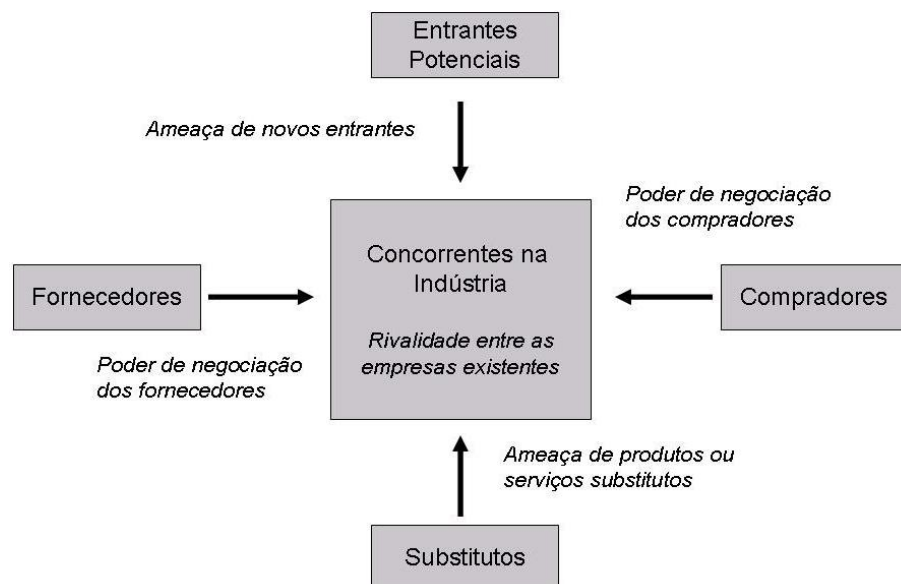 Entrantes
Potenciais
Ameaça de novos entrantes
Poder de negociação
dos compradores
Concorrentes na
Indústria
Rivalidade entre as
empresas existentes
Fornecedores
Compradores
Poder de negociação
dos fornecedores
Ameaça de produtos ou
serviços substitutos
Substitutos